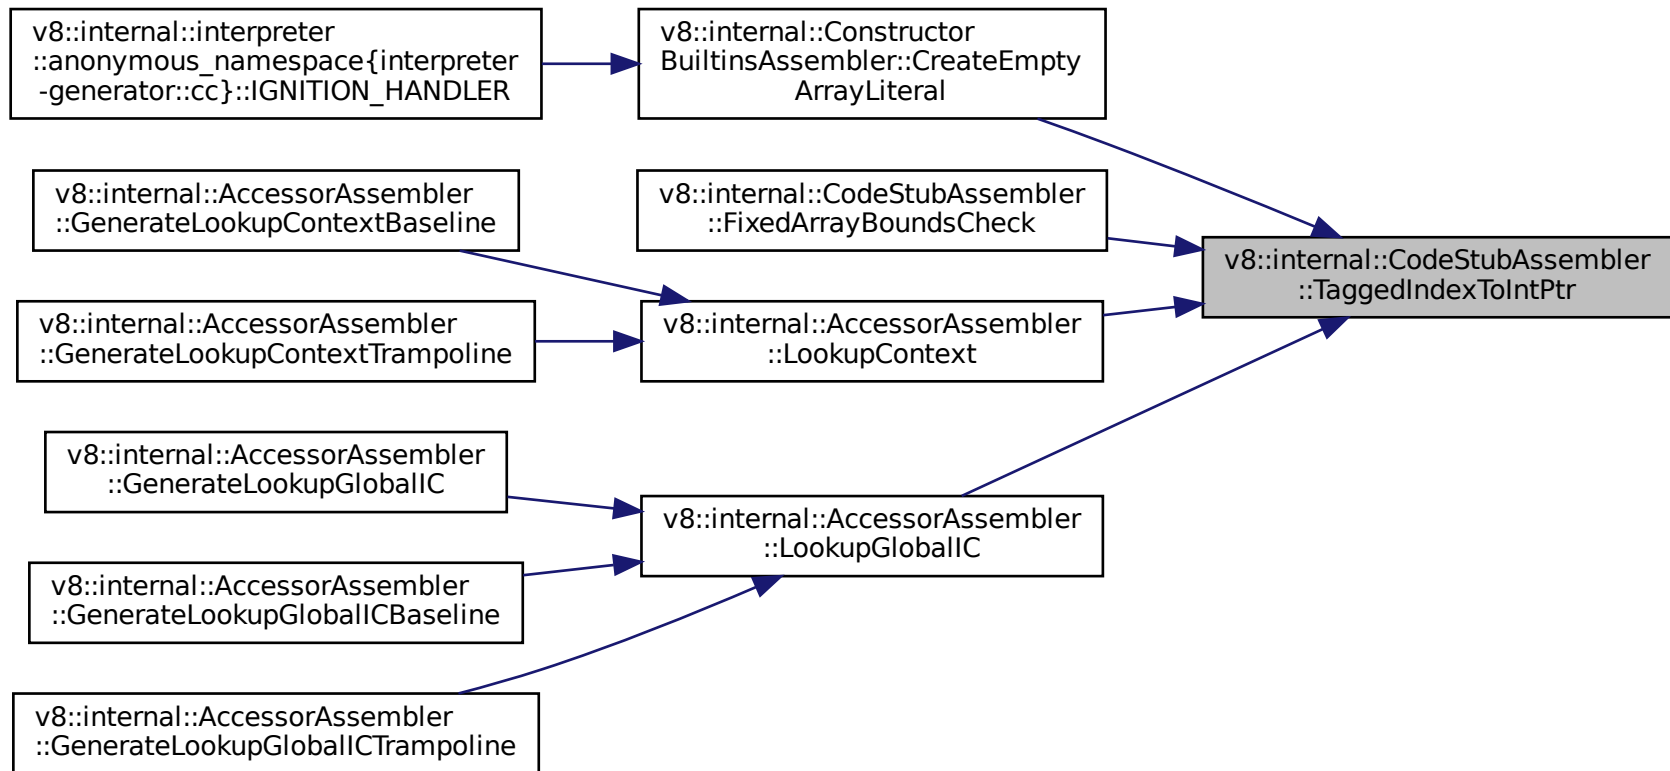 v8::internal::interpreter
::anonymous_namespace{interpreter
-generator::cc}::IGNITION_HANDLER
v8::internal::Constructor
BuiltinsAssembler::CreateEmpty
ArrayLiteral
v8::internal::AccessorAssembler
::GenerateLookupContextBaseline
v8::internal::CodeStubAssembler
::FixedArrayBoundsCheck
v8::internal::CodeStubAssembler
::TaggedIndexToIntPtr
v8::internal::AccessorAssembler
::GenerateLookupContextTrampoline
v8::internal::AccessorAssembler
::LookupContext
v8::internal::AccessorAssembler
::GenerateLookupGlobalIC
v8::internal::AccessorAssembler
::LookupGlobalIC
v8::internal::AccessorAssembler
::GenerateLookupGlobalICBaseline
v8::internal::AccessorAssembler
::GenerateLookupGlobalICTrampoline